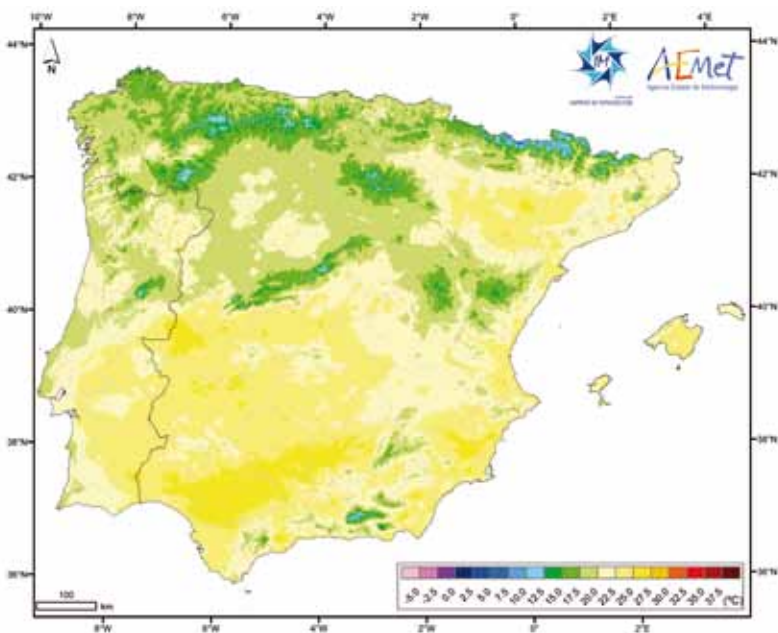 10°W 8°W 6°W 4°W 2°W 0° 2°E 4°E
44°N 44°N
N
IM AEMet
Agencia Estatal de Meteorología
42°N 42°N
40°N 40°N
38°N 38°N
36°N 36°N
100
km
-5.0 -2.5 0.0 2.5 5.0 7.5 10.0 12.5 15.0 17.5 20.0 22.5 25.0 27.5 30.0 32.5 35.0 37.5 (°C)
8°W 6°W 4°W 2°W 0° 2°E